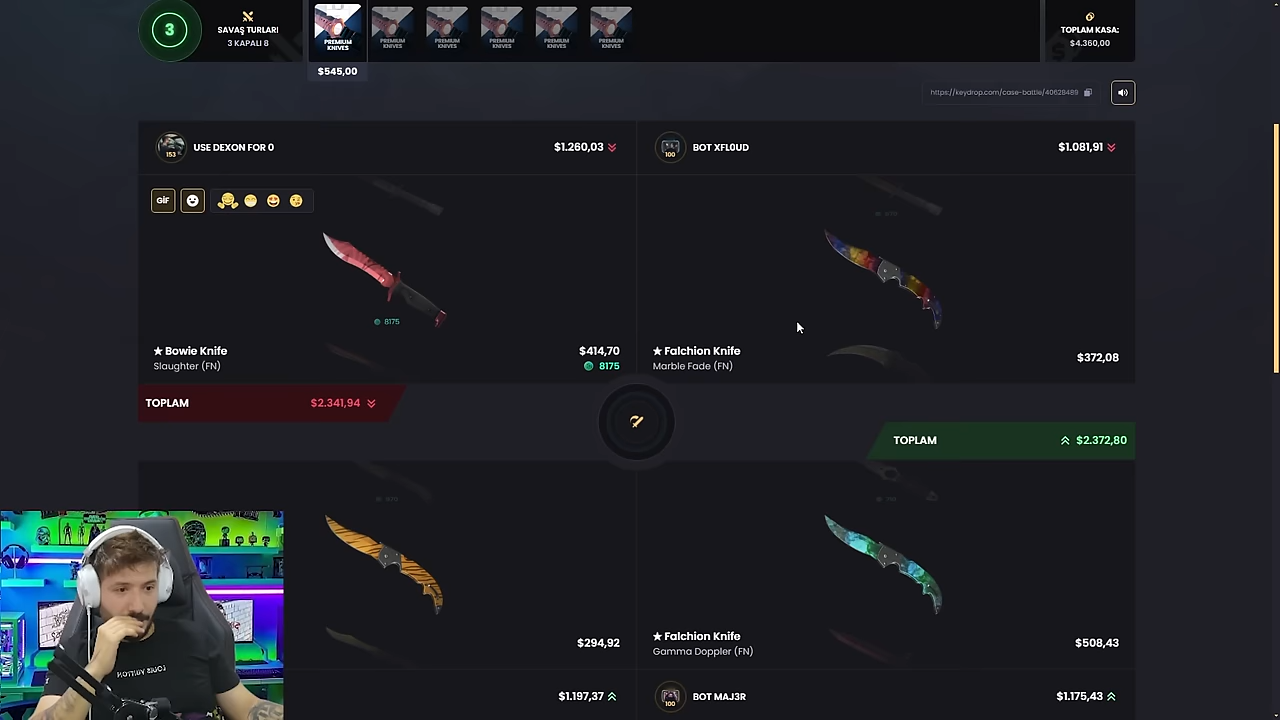 3
SAVAŞ TURLARI
3 KAPALI 8
PREMIUM KNIVES
$545,00
PREMIUM KNIVES
PREMIUM KNIVES
PREMIUM KNIVES
PREMIUM KNIVES
PREMIUM KNIVES
TOPLAM KASA:
$4.360,00
https://keydrop.com/case-battle/40628489
153
USE DEXON FOR 0
$1.260,03
100
BOT XFL0UD
$1.081,91
GİF
8175
★ Bowie Knife
Slaughter (FN)
$414,70
8175
★ Falchion Knife
Marble Fade (FN)
$372,08
TOPLAM
$2.341,94
TOPLAM
$2.372,80
$294,92
★ Falchion Knife
Gamma Doppler (FN)
$508,43
$1.197,37
100
BOT MAJ3R
$1.175,43